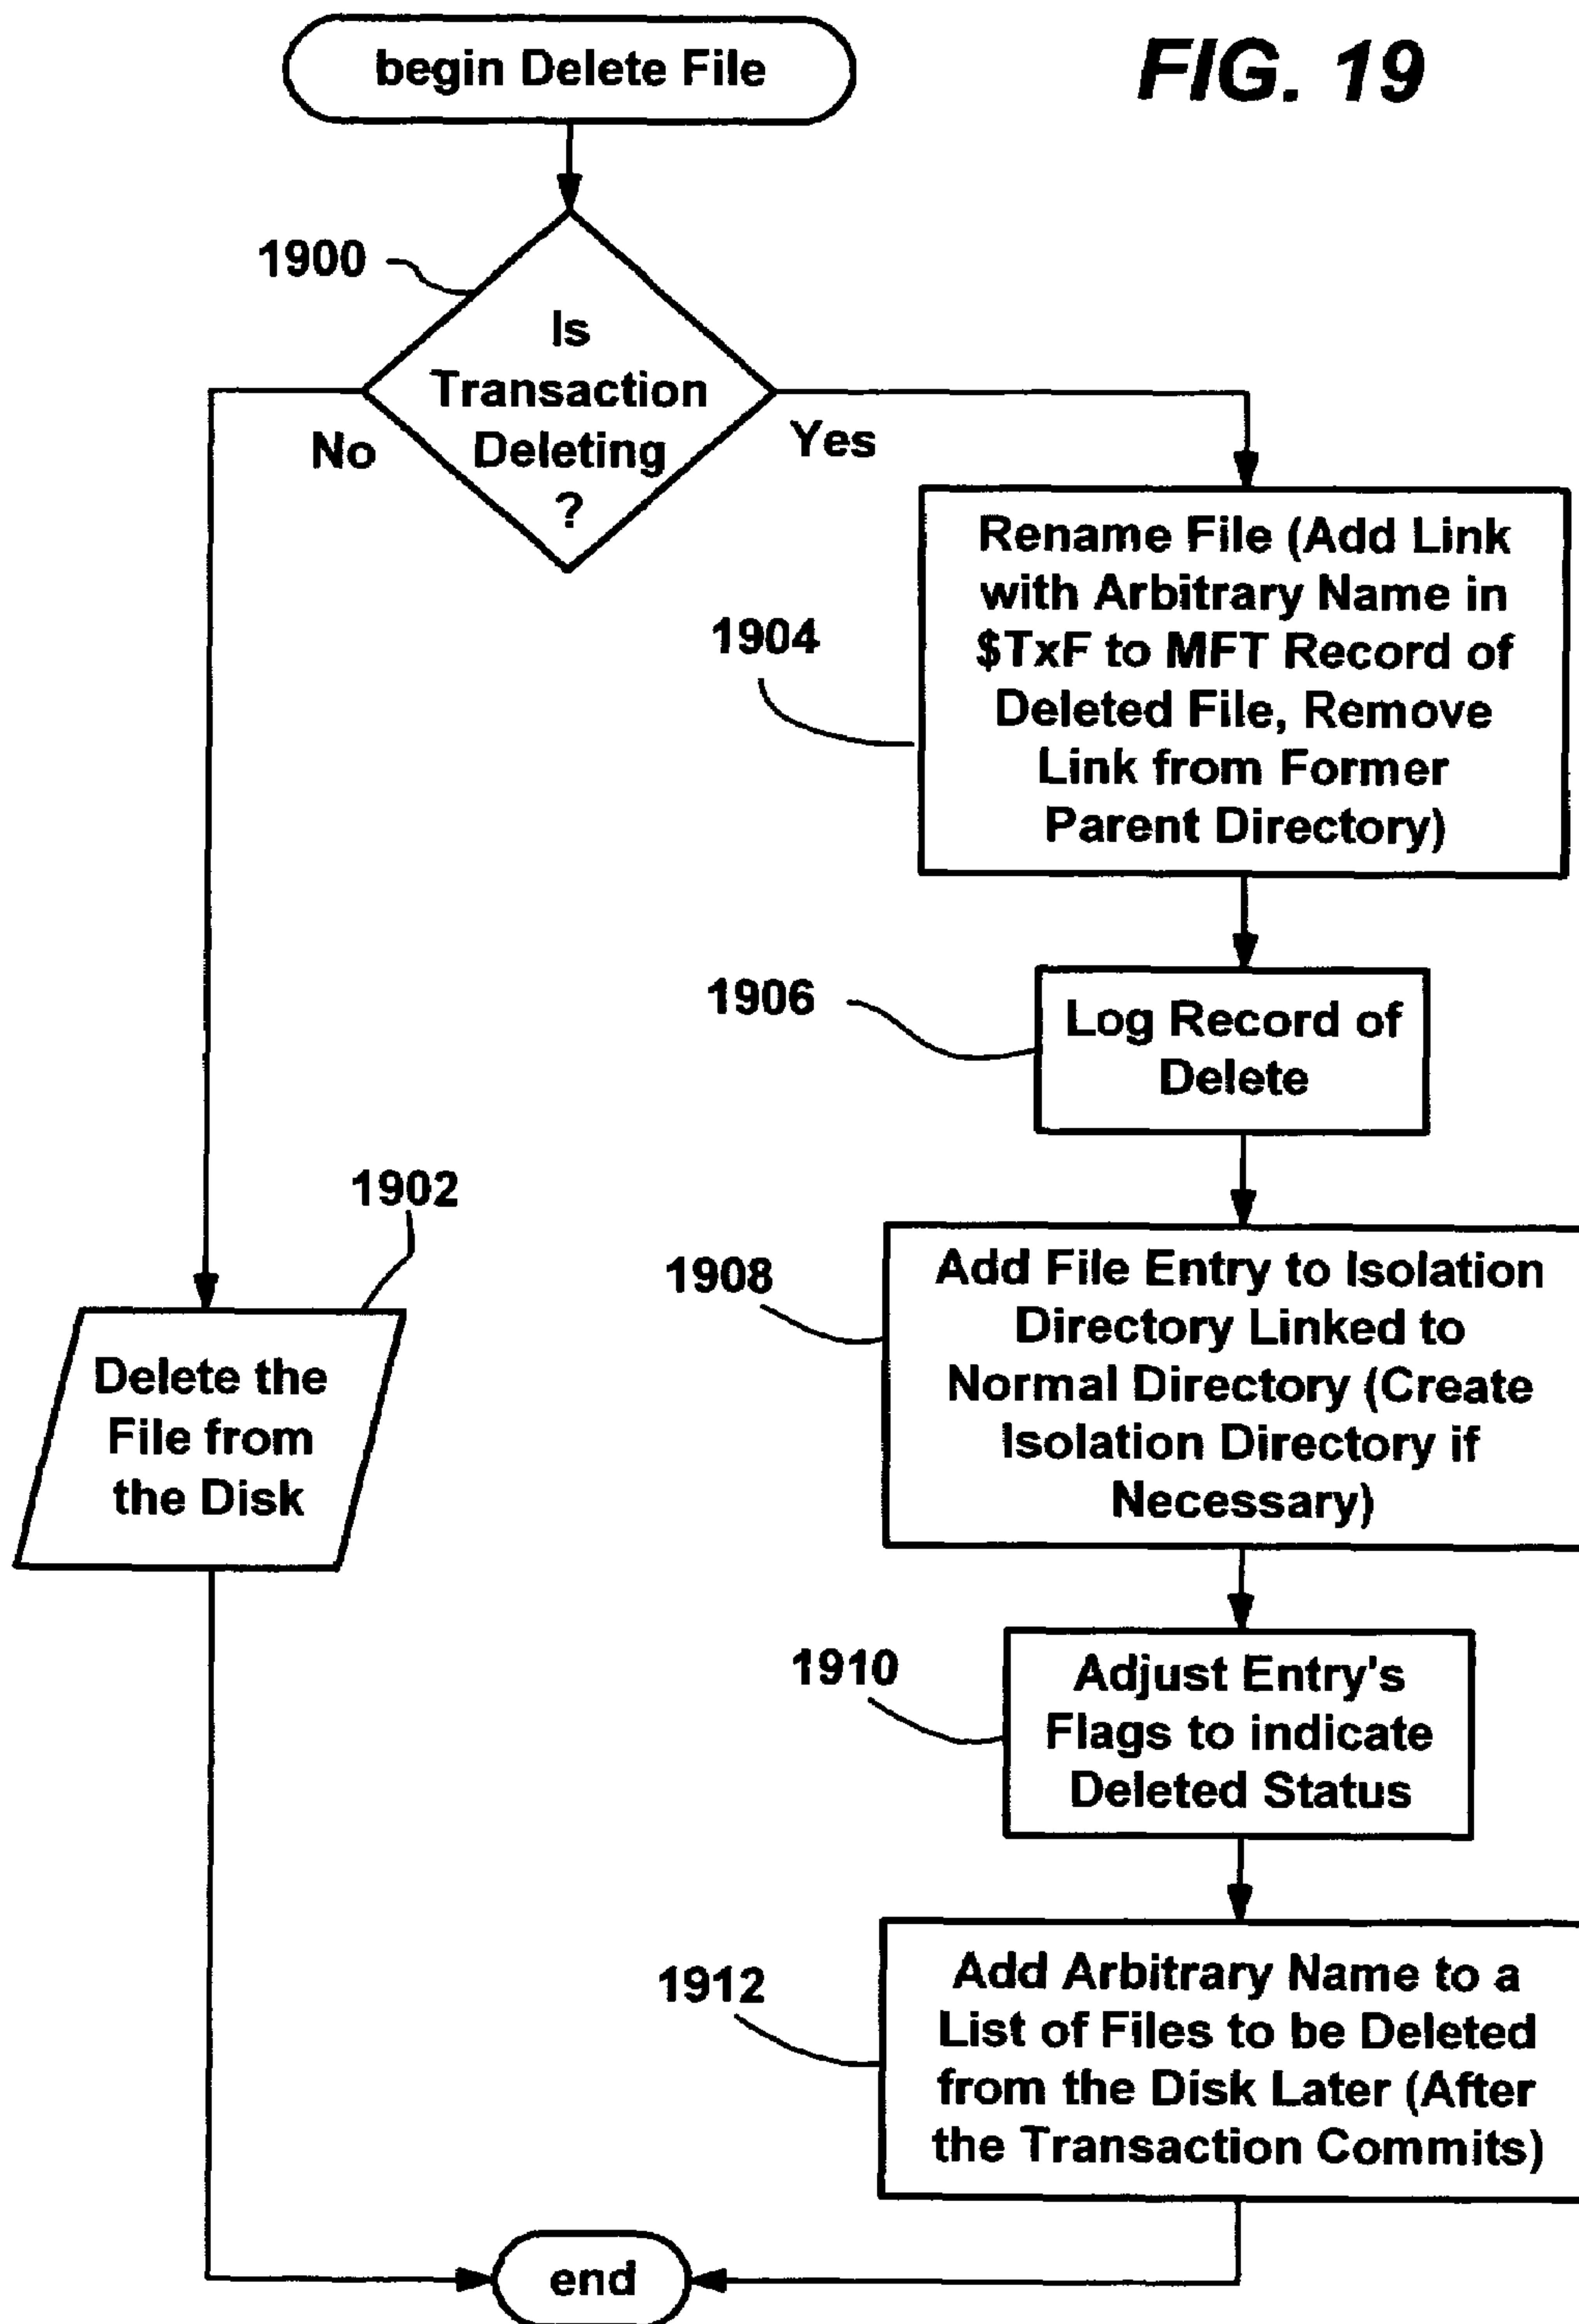 begin Delete File
FIG. 19
1900
Is
Transaction
Deleting
?
No
Yes
Rename File (Add Link
with Arbitrary Name in
$TxF to MFT Record of
Deleted File, Remove
Link from Former
Parent Directory)
1904
1906
Log Record of
Delete
1902
Delete the
File from
the Disk
1908
Add File Entry to Isolation
Directory Linked to
Normal Directory (Create
Isolation Directory if
Necessary)
1910
Adjust Entry's
Flags to indicate
Deleted Status
1912
Add Arbitrary Name to a
List of Files to be Deleted
from the Disk Later (After
the Transaction Commits)
end